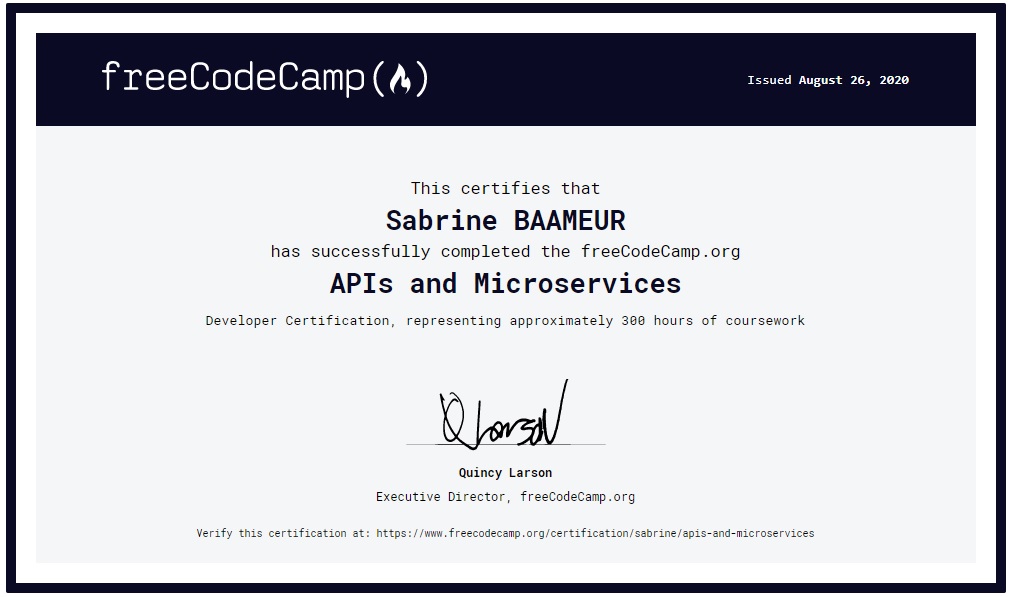 freeCodeCamp(🔥)
Issued August 26, 2020
This certifies that
Sabrine BAAMEUR
has successfully completed the freeCodeCamp.org
APIs and Microservices
Developer Certification, representing approximately 300 hours of coursework
Q Larson
Quincy Larson
Executive Director, freeCodeCamp.org
Verify this certification at: https://www.freecodecamp.org/certification/sabrine/apis-and-microservices